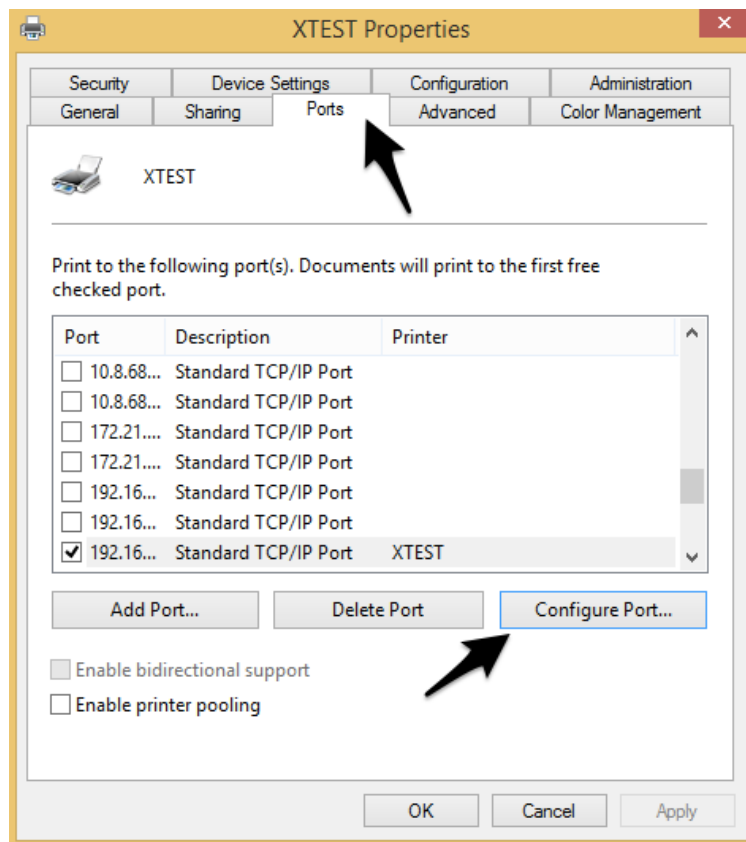 XTEST Properties
Security Device Settings Configuration Administration
General Sharing Ports Advanced Color Management
XTEST
Print to the following port(s). Documents will print to the first free
checked port.
Port Description Printer
10.8.68... Standard TCP/IP Port
10.8.68... Standard TCP/IP Port
172.21.... Standard TCP/IP Port
172.21.... Standard TCP/IP Port
192.16... Standard TCP/IP Port
192.16... Standard TCP/IP Port
192.16... Standard TCP/IP Port XTEST
Add Port... Delete Port Configure Port...
Enable bidirectional support
Enable printer pooling
OK Cancel Apply